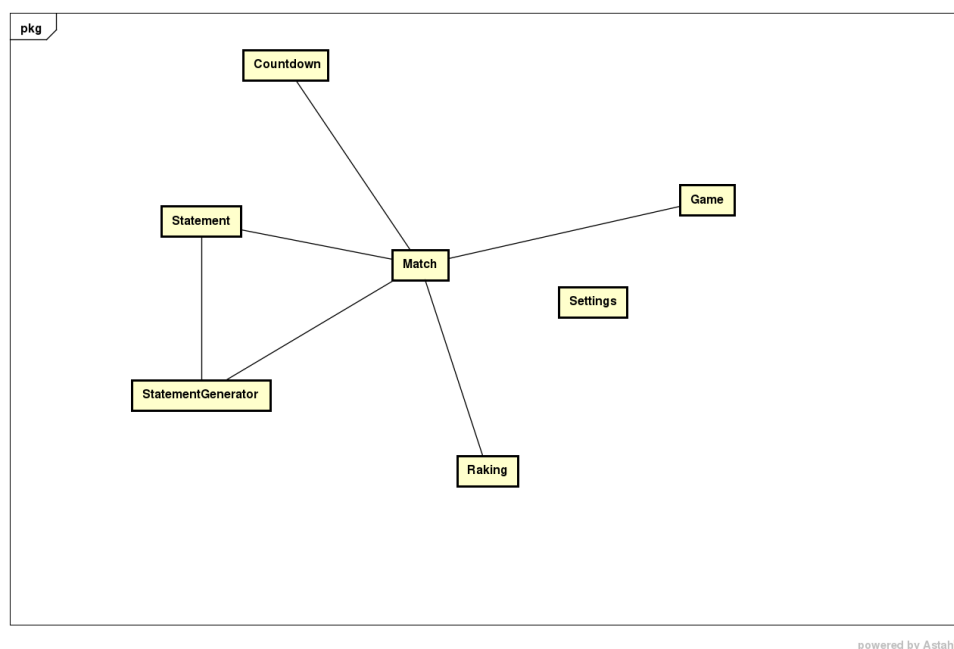 pkg
Countdown
Game
Statement
Match
Settings
StatementGenerator
Raking
powered by Astah